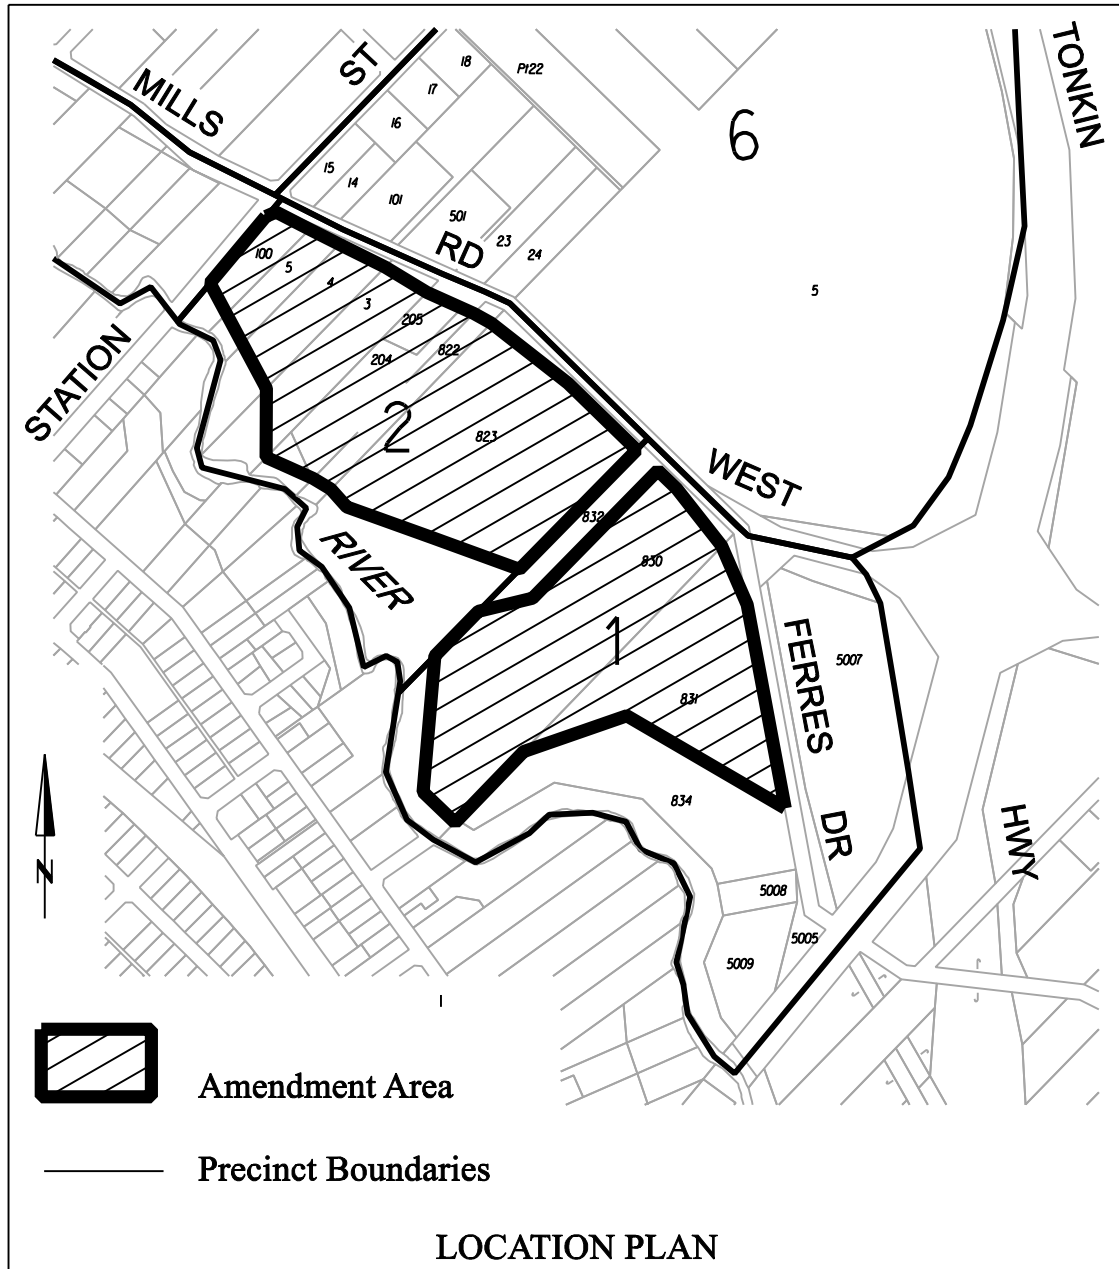 TONKIN
ST
MILLS
18
P122
17
16
6
15
14
101
501
23
24
RD
100
5
4
3
205
822
204
5
STATION
2
823
WEST
832
RIVER
830
1
FERRES
5007
831
834
DR
HWY
5008
5005
5009
N
Amendment Area
Precinct Boundaries
LOCATION PLAN